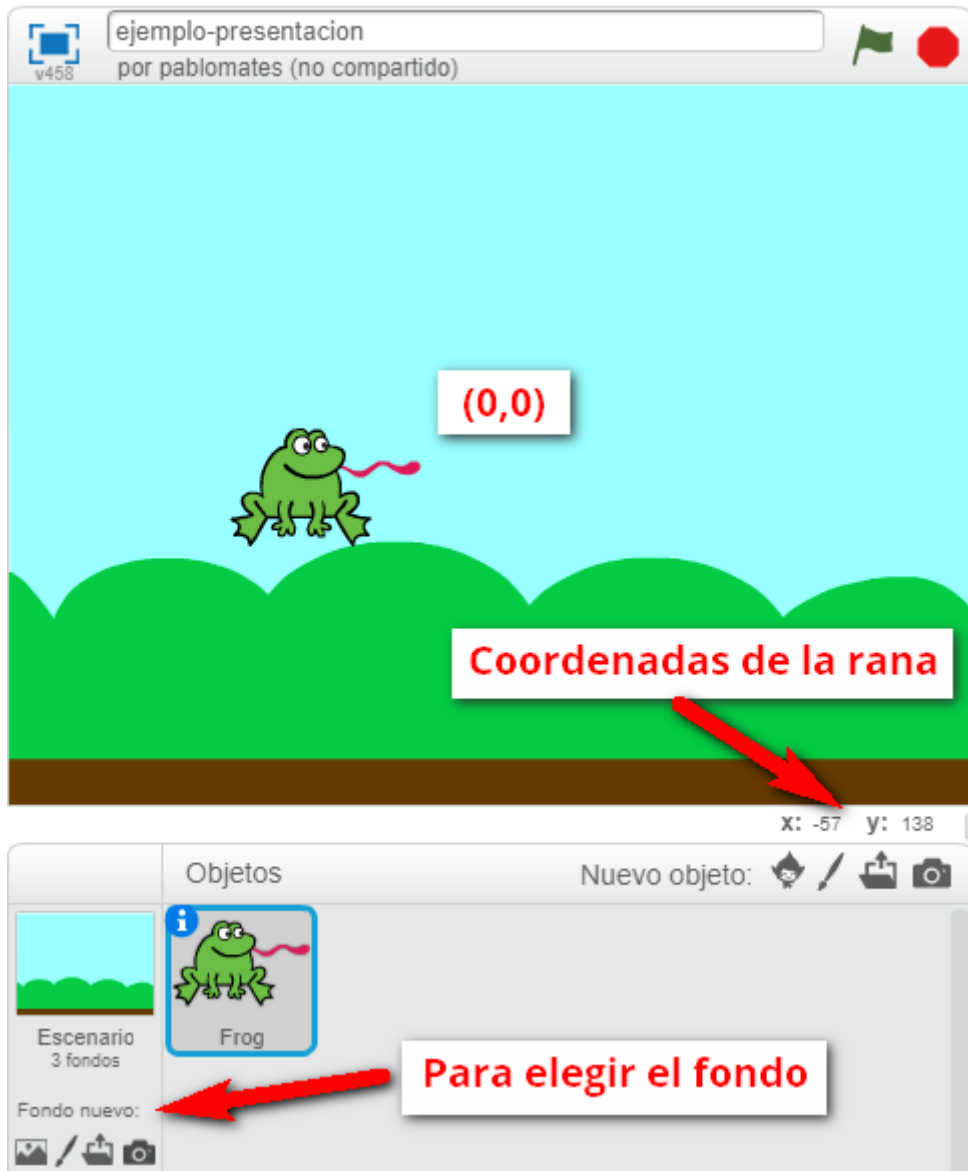 ejemplo-presentacion
v458
por pablomates (no compartido)
(0,0)
Coordenadas de la rana
x: -57 y: 138
Objetos
Nuevo objeto:
Escenario
3 fondos
Frog
Para elegir el fondo
Fondo nuevo: